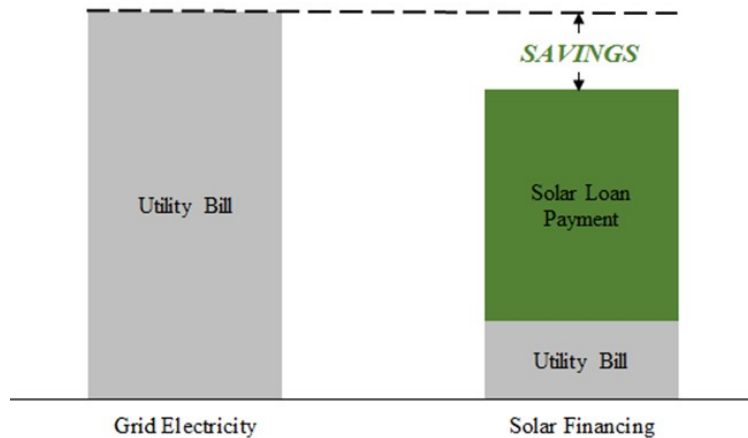 SAVINGS
Utility Bill
Solar Loan
Payment
Utility Bill
Grid Electricity
Solar Financing